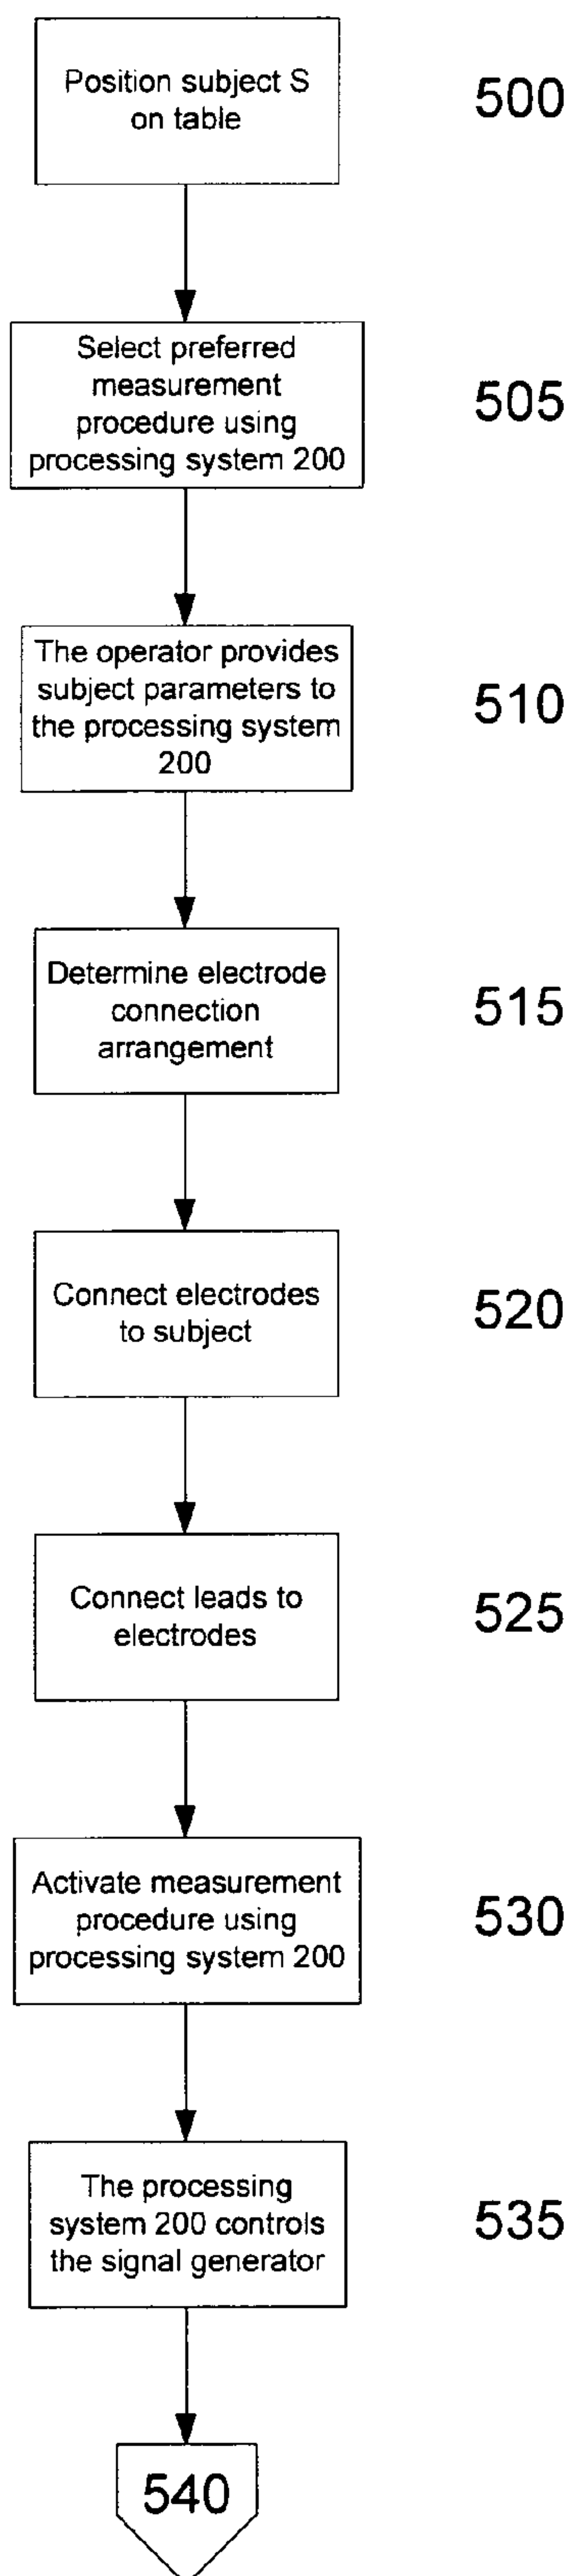 Position subject S
on table
500
Select preferred
measurement
procedure using
processing system 200
505
The operator provides
subject parameters to
the processing system
200
510
Determine electrode
connection
arrangement
515
Connect electrodes
to subject
520
Connect leads to
electrodes
525
Activate measurement
procedure using
processing system 200
530
The processing
system 200 controls
the signal generator
535
540